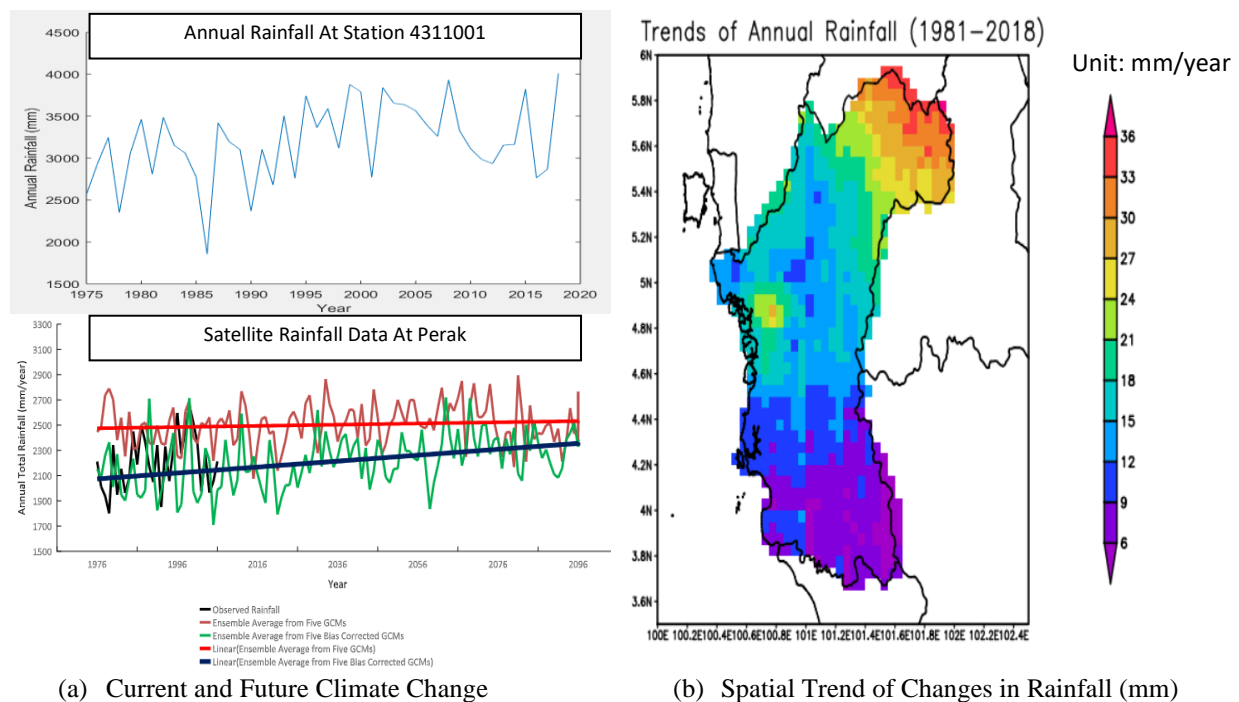 Annual Rainfall At Station 4311001
4500
4000
3500
3000
2500
2000
1500
Annual Rainfall (mm)
1975 1980 1985 1990 1995 2000 2005 2010 2015 2020
Year
Satellite Rainfall Data At Perak
3300
3100
2900
2700
2500
2300
2100
1900
1700
1500
Annual Total Rainfall (mm/year)
1976 1996 2016 2036 2056 2076 2096
Year
Observed Rainfall
Ensemble Average from Five GCMs
Ensemble Average from Five Bias Corrected GCMs
Linear(Ensemble Average from Five GCMs)
Linear(Ensemble Average from Five Bias Corrected GCMs)
(a) Current and Future Climate Change
Trends of Annual Rainfall (1981-2018)
Unit: mm/year
6N
5.8N
5.6N
5.4N
5.2N
5N
4.8N
4.6N
4.4N
4.2N
4N
3.8N
3.6N
100E 100.2E 100.4E 100.6E 100.8E 101E 101.2E 101.4E 101.6E 101.8E 102E 102.2E 102.4E
36
33
30
27
24
21
18
15
12
9
6
(b) Spatial Trend of Changes in Rainfall (mm)